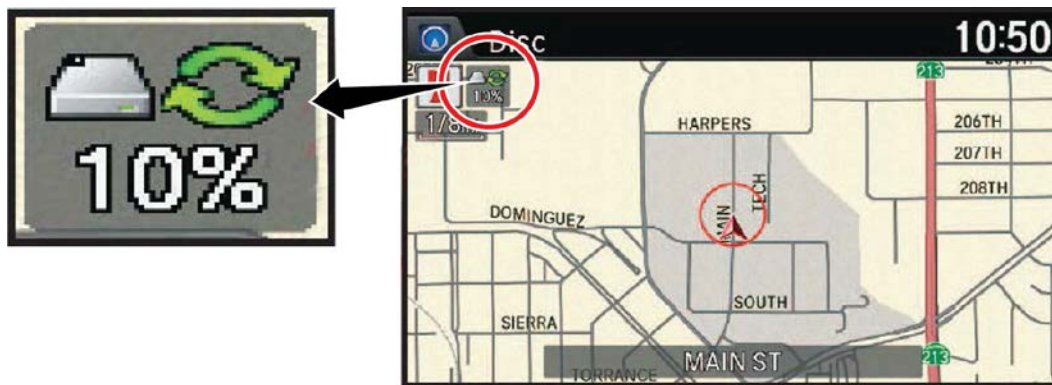 10%
Disc
10:50
10%
1/8mi
213
HARPERS
206TH
207TH
208TH
TECH
MAIN
DOMINGUEZ
SOUTH
SIERRA
MAIN ST
213
TORRANCE